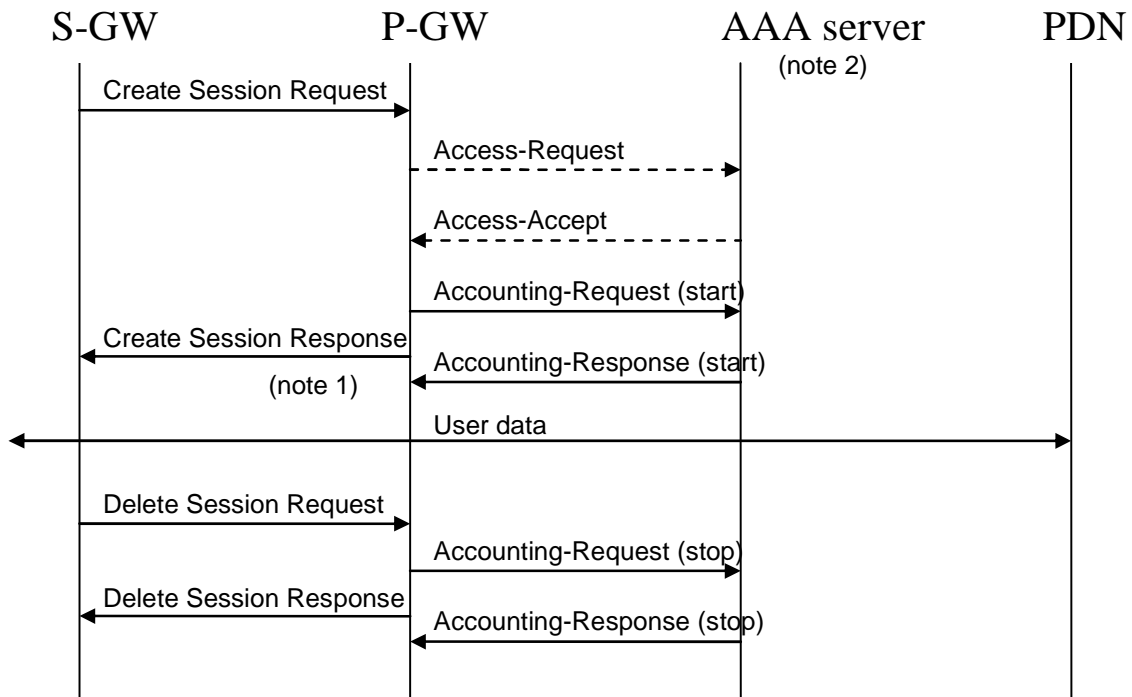 S-GW
P-GW
AAA server
PDN
(note 2)
Create Session Request
Access-Request
Access-Accept
Accounting-Request (start)
Create Session Response
Accounting-Response (start)
(note 1)
User data
Delete Session Request
Accounting-Request (stop)
Delete Session Response
Accounting-Response (stop)